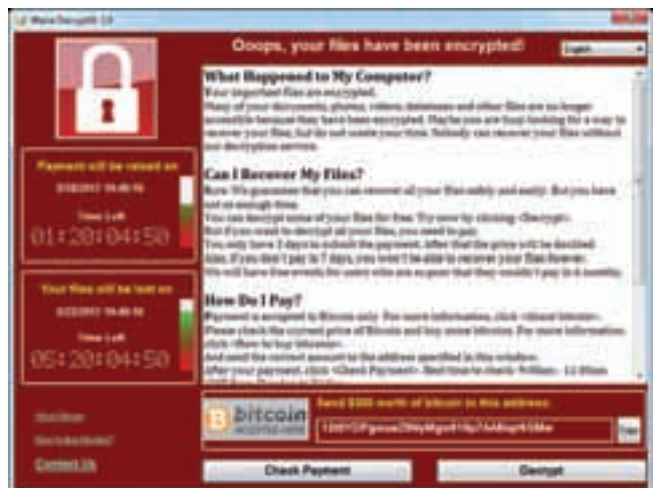 Wana Decrypt0r 2.0
Ooops, your files have been encrypted!
English
What Happened to My Computer?
Your important files are encrypted.
Many of your documents, photos, videos, databases and other files are no longer
accessible because they have been encrypted. Maybe you are busy looking for a way to
recover your files, but do not waste your time. Nobody can recover your files without
our decryption service.
Can I Recover My Files?
Sure. We guarantee that you can recover all your files safely and easily. But you have
not so enough time.
You can decrypt some of your files for free. Try now by clicking <Decrypt>.
But if you want to decrypt all your files, you need to pay.
You only have 3 days to submit the payment. After that the price will be doubled.
Also, if you don't pay in 7 days, you won't be able to recover your files forever.
We will have free events for users who are so poor that they couldn't pay in 6 months.
How Do I Pay?
Payment is accepted in Bitcoin only. For more information, click <About bitcoin>.
Please check the current price of Bitcoin and buy some bitcoins. For more information,
click <How to buy bitcoins>.
And send the correct amount to the address specified in this window.
After your payment, click <Check Payment>. Best time to check:
Payment will be raised on
Time Left
01:20:04:50
Your files will be lost on
Time Left
05:20:04:50
About bitcoin
How to buy bitcoins?
Contact Us
bitcoin
ACCEPTED HERE
Send $300 worth of bitcoin to this address:
Copy
Check Payment
Decrypt